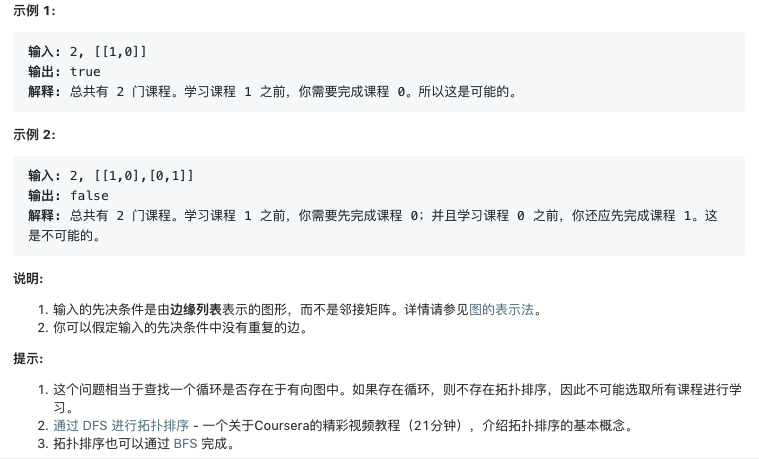 示例 1:
输入: 2, [[1,0]]
输出: true
解释: 总共有 2 门课程。学习课程 1 之前，你需要完成课程 0。所以这是可能的。
示例 2:
输入: 2, [[1,0],[0,1]]
输出: false
解释: 总共有 2 门课程。学习课程 1 之前，你需要先完成课程 0；并且学习课程 0 之前，你还应先完成课程 1。这
是不可能的。
说明:
1. 输入的先决条件是由边缘列表表示的图形，而不是邻接矩阵。详情请参见图的表示法。
2. 你可以假定输入的先决条件中没有重复的边。
提示:
1. 这个问题相当于查找一个循环是否存在于有向图中。如果存在循环，则不存在拓扑排序，因此不可能选取所有课程进行学
习。
2. 通过 DFS 进行拓扑排序 - 一个关于Coursera的精彩视频教程（21分钟），介绍拓扑排序的基本概念。
3. 拓扑排序也可以通过 BFS 完成。